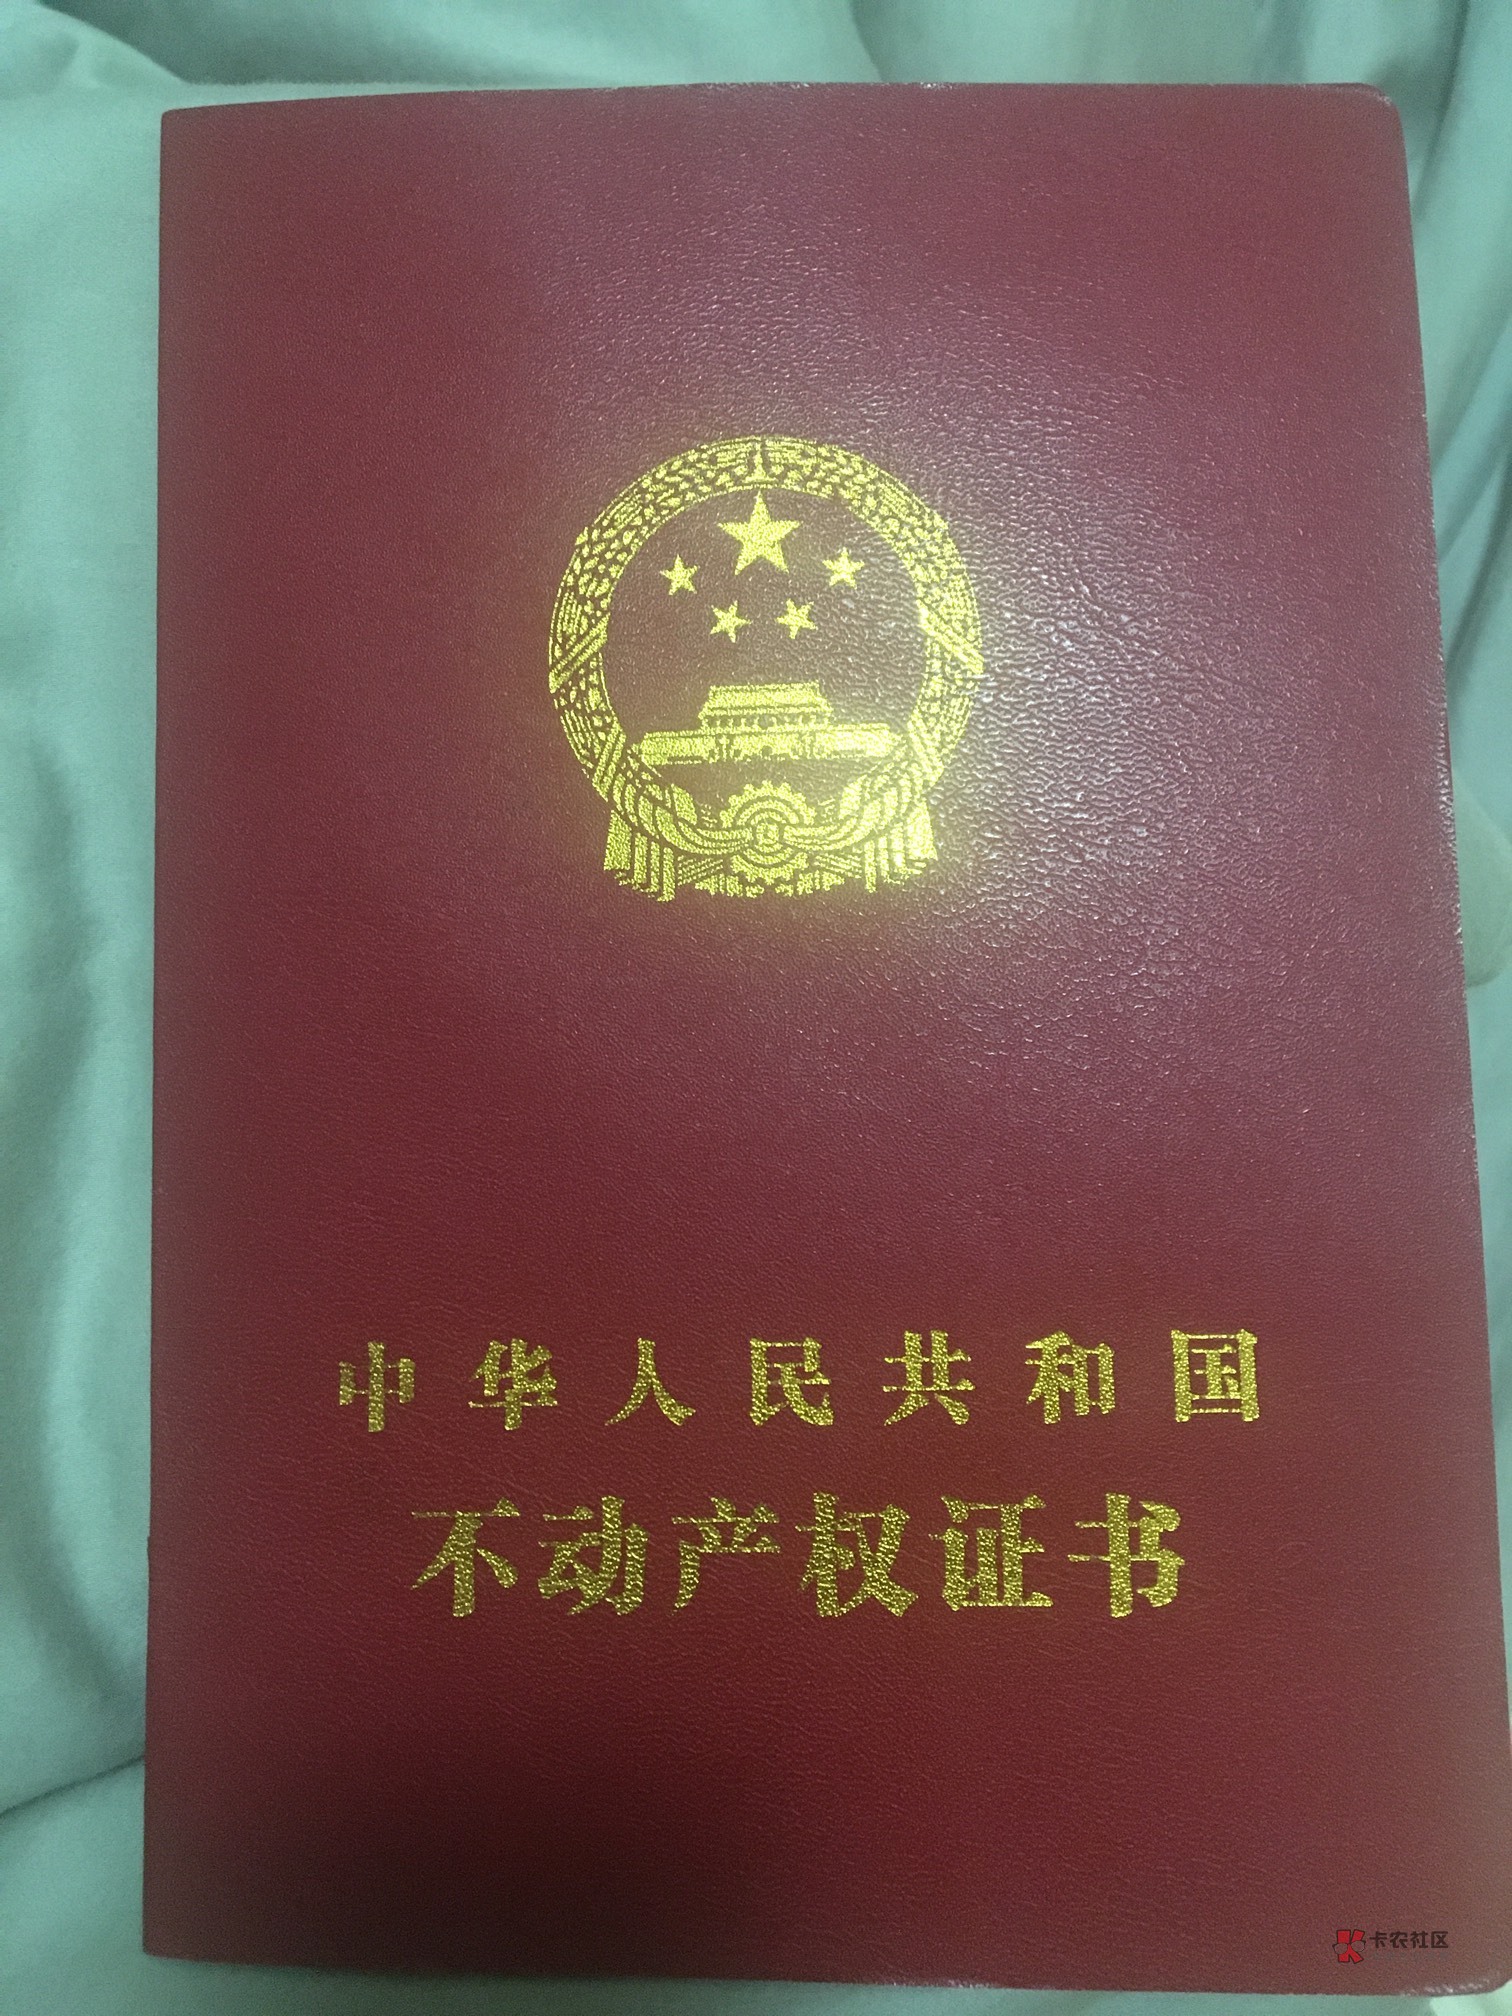 中华人民共和国
不动产权证书
卡农社区